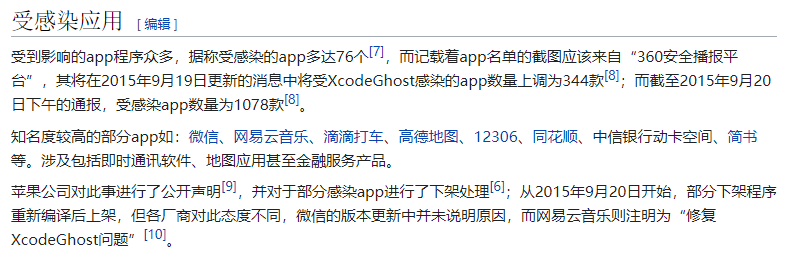 受感染应用 [ 编辑 ]
受到影响的app程序众多，据称受感染的app多达76个[7]，而记载着app名单的截图应该来自“360安全播报平
台”，其将在2015年9月19日更新的消息中将受XcodeGhost感染的app数量上调为344款[8]；而截至2015年9月20
日下午的通报，受感染app数量为1078款[8]。
知名度较高的部分app如：微信、网易云音乐、滴滴打车、高德地图、12306、同花顺、中信银行动卡空间、简书
等。涉及包括即时通讯软件、地图应用甚至金融服务产品。
苹果公司对此事进行了公开声明[9]，并对于部分感染app进行了下架处理[6]；从2015年9月20日开始，部分下架程序
重新编译后上架，但各厂商对此态度不同，微信的版本更新中并未说明原因，而网易云音乐则注明为“修复
XcodeGhost问题”[10]。